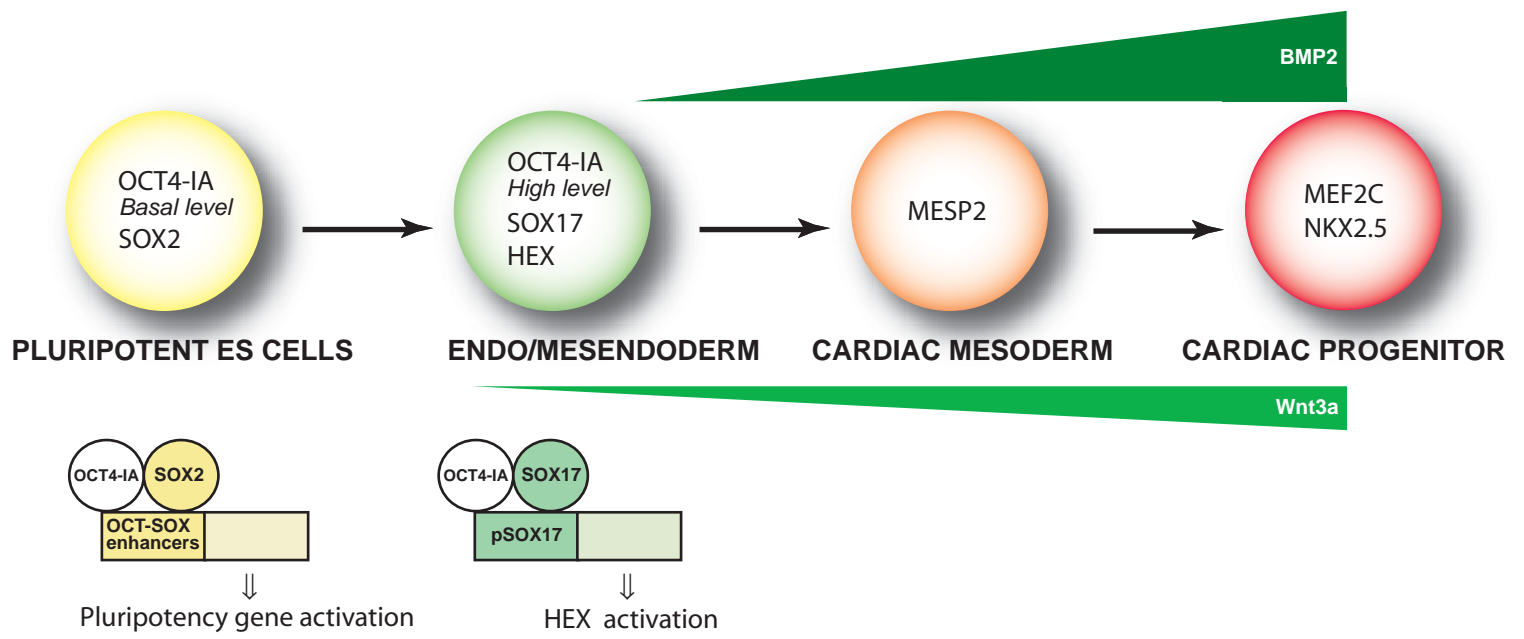 BMP2
OCT4-IA
Basal level
SOX2
OCT4-IA
High level
SOX17
HEX
MESP2
MEF2C
NKX2.5
PLURIPOTENT ES CELLS
ENDO/MESENDODERM
CARDIAC MESODERM
CARDIAC PROGENITOR
Wnt3a
OCT4-IA
SOX2
OCT-SOX
enhancers
⇓
Pluripotency gene activation
OCT4-IA
SOX17
pSOX17
⇓
HEX activation